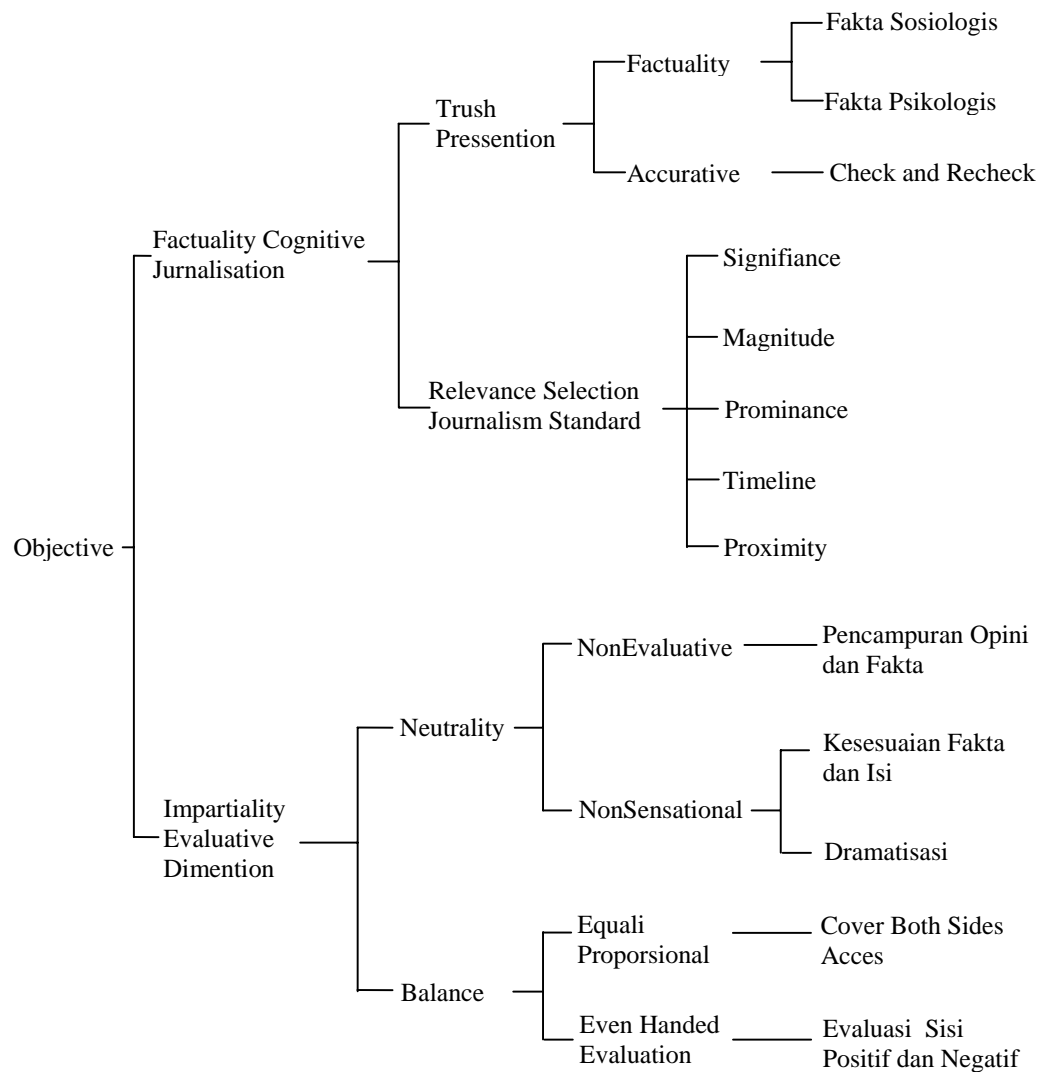 Fakta Sosiologis
Factuality
Fakta Psikologis
Trush
Pressention
Accurative
Check and Recheck
Factuality Cognitive
Jurnalisation
Signifiance
Magnitude
Relevance Selection
Journalism Standard
Prominance
Timeline
Proximity
Objective
NonEvaluative
Pencampuran Opini
dan Fakta
Neutrality
Kesesuaian Fakta
dan Isi
NonSensational
Dramatisasi
Impartiality
Evaluative
Dimention
Equali
Proporsional
Cover Both Sides
Acces
Balance
Even Handed
Evaluation
Evaluasi  Sisi
Positif dan Negatif